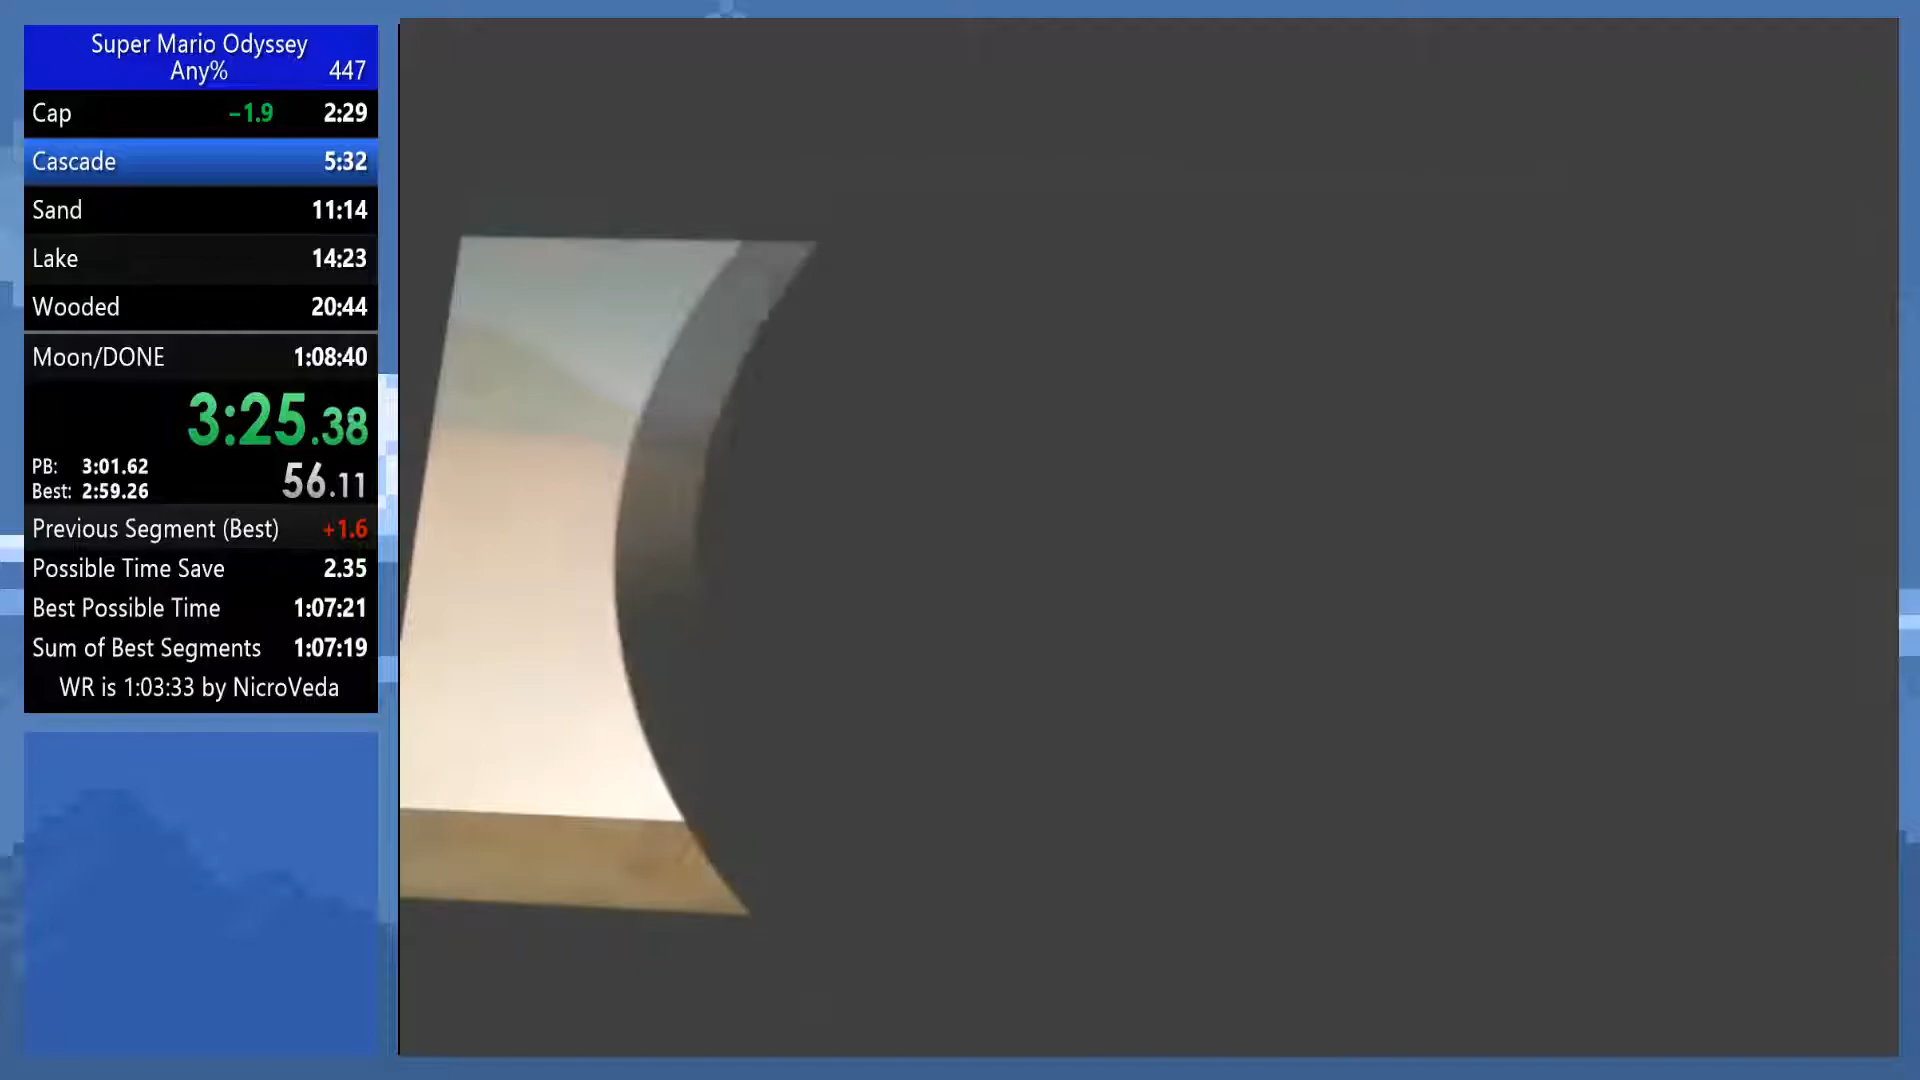 Super Mario Odyssey
Any% 447
Cap −1.9 2:29
Cascade 5:32
Sand 11:14
Lake 14:23
Wooded 20:44
Moon/DONE 1:08:40
3:25.38
PB: 3:01.62
56.11
Best: 2:59.26
Previous Segment (Best) +1.6
Possible Time Save 2.35
Best Possible Time 1:07:21
Sum of Best Segments 1:07:19
WR is 1:03:33 by NicroVeda